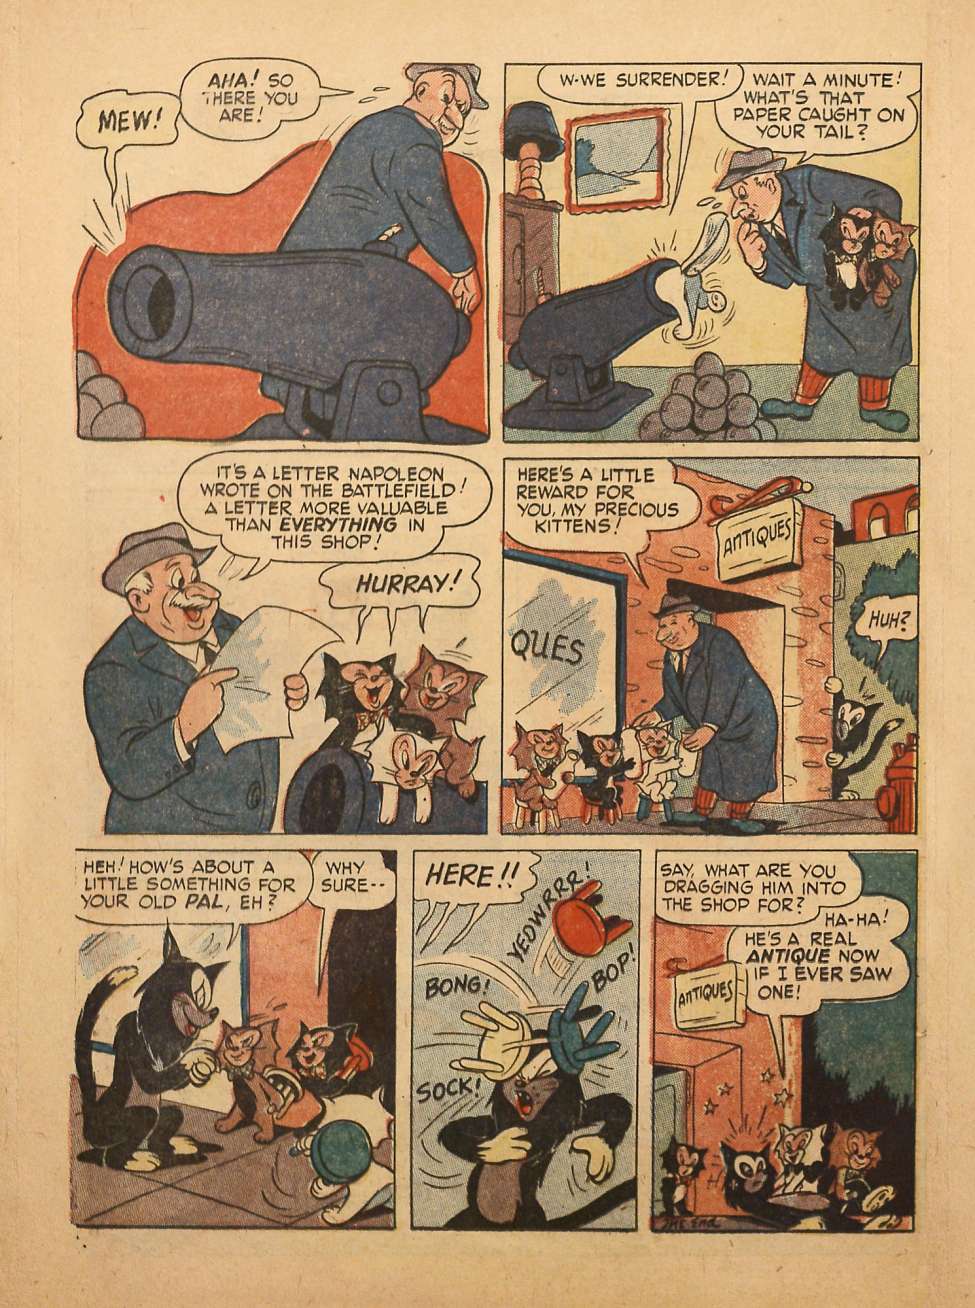 MEW!
AHA! SO
THERE YOU
ARE!
W-WE SURRENDER!
WAIT A MINUTE!
WHAT'S THAT
PAPER CAUGHT ON
YOUR TAIL?
IT'S A LETTER NAPOLEON
WROTE ON THE BATTLEFIELD!
A LETTER MORE VALUABLE
THAN EVERYTHING IN
THIS SHOP!
HURRAY!
HERE'S A LITTLE
REWARD FOR
YOU, MY PRECIOUS
KITTENS!
ANTIQUES
QUES
HUH?
HEH! HOW'S ABOUT A
LITTLE SOMETHING FOR
YOUR OLD PAL, EH?
WHY
SURE--
HERE!!
YEDWRRR!
BONG!
BOP!
SOCK!
SAY, WHAT ARE YOU
DRAGGING HIM INTO
THE SHOP FOR?
HA-HA!
HE'S A REAL
ANTIQUE NOW
IF I EVER SAW
ONE!
ANTIQUES
THE END